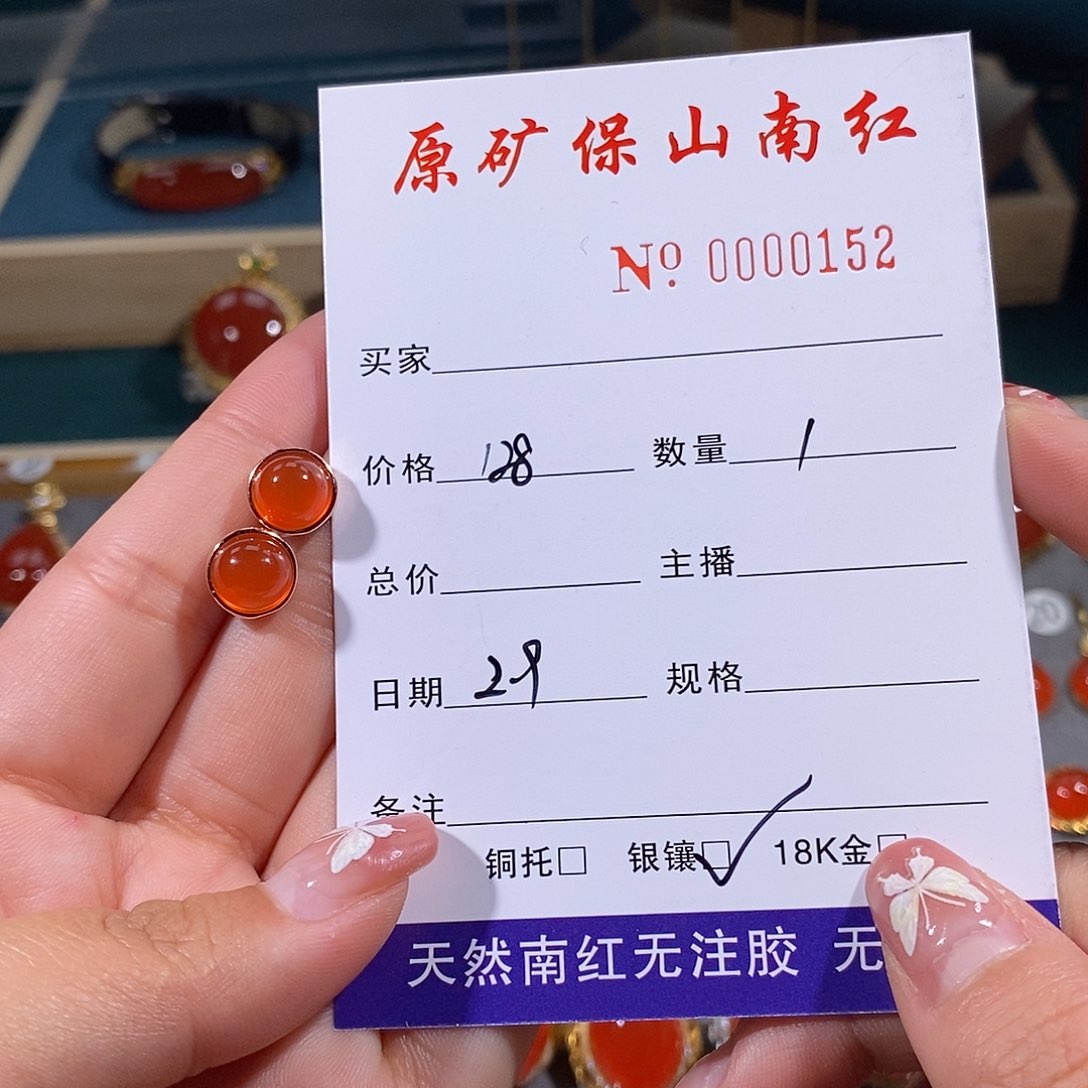 原矿保山南红
Nº 0000152
买家
价格 128 数量 1
总价 主播
日期 29 规格
备注
铜托□ 银镶☑ 18K金□
天然南红无注胶 无